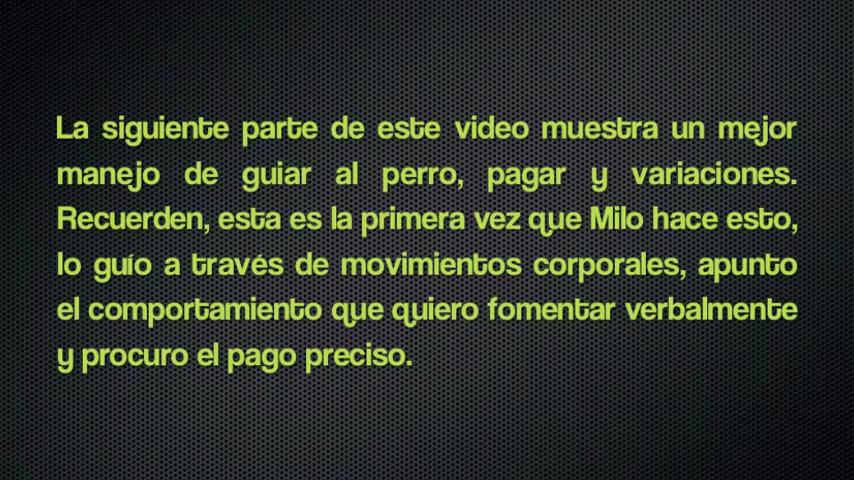 La siguiente parte de este video muestra un mejor
manejo de guiar al perro, pagar y variaciones.
Recuerden, esta es la primera vez que Milo hace esto,
lo guío a través de movimientos corporales, apunto
el comportamiento que quiero fomentar verbalmente
y procuro el pago preciso.